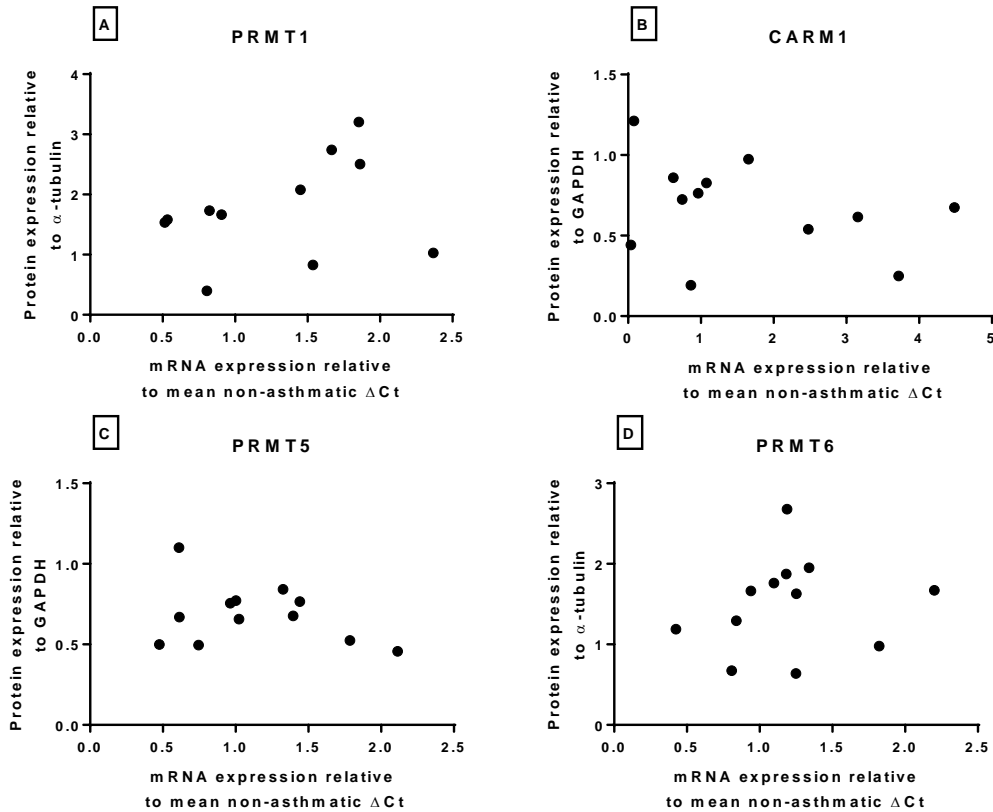 A
PRMT1
Protein expression relative
to α-tubulin
4
3
2
1
0
0.0 0.5 1.0 1.5 2.0 2.5
mRNA expression relative
to mean non-asthmatic ΔCt
B
CARM1
Protein expression relative
to GAPDH
1.5
1.0
0.5
0.0
0 1 2 3 4 5
mRNA expression relative
to mean non-asthmatic ΔCt
C
PRMT5
Protein expression relative
to GAPDH
1.5
1.0
0.5
0.0
0.0 0.5 1.0 1.5 2.0 2.5
mRNA expression relative
to mean non-asthmatic ΔCt
D
PRMT6
Protein expression relative
to α-tubulin
3
2
1
0
0.0 0.5 1.0 1.5 2.0 2.5
mRNA expression relative
to mean non-asthmatic ΔCt